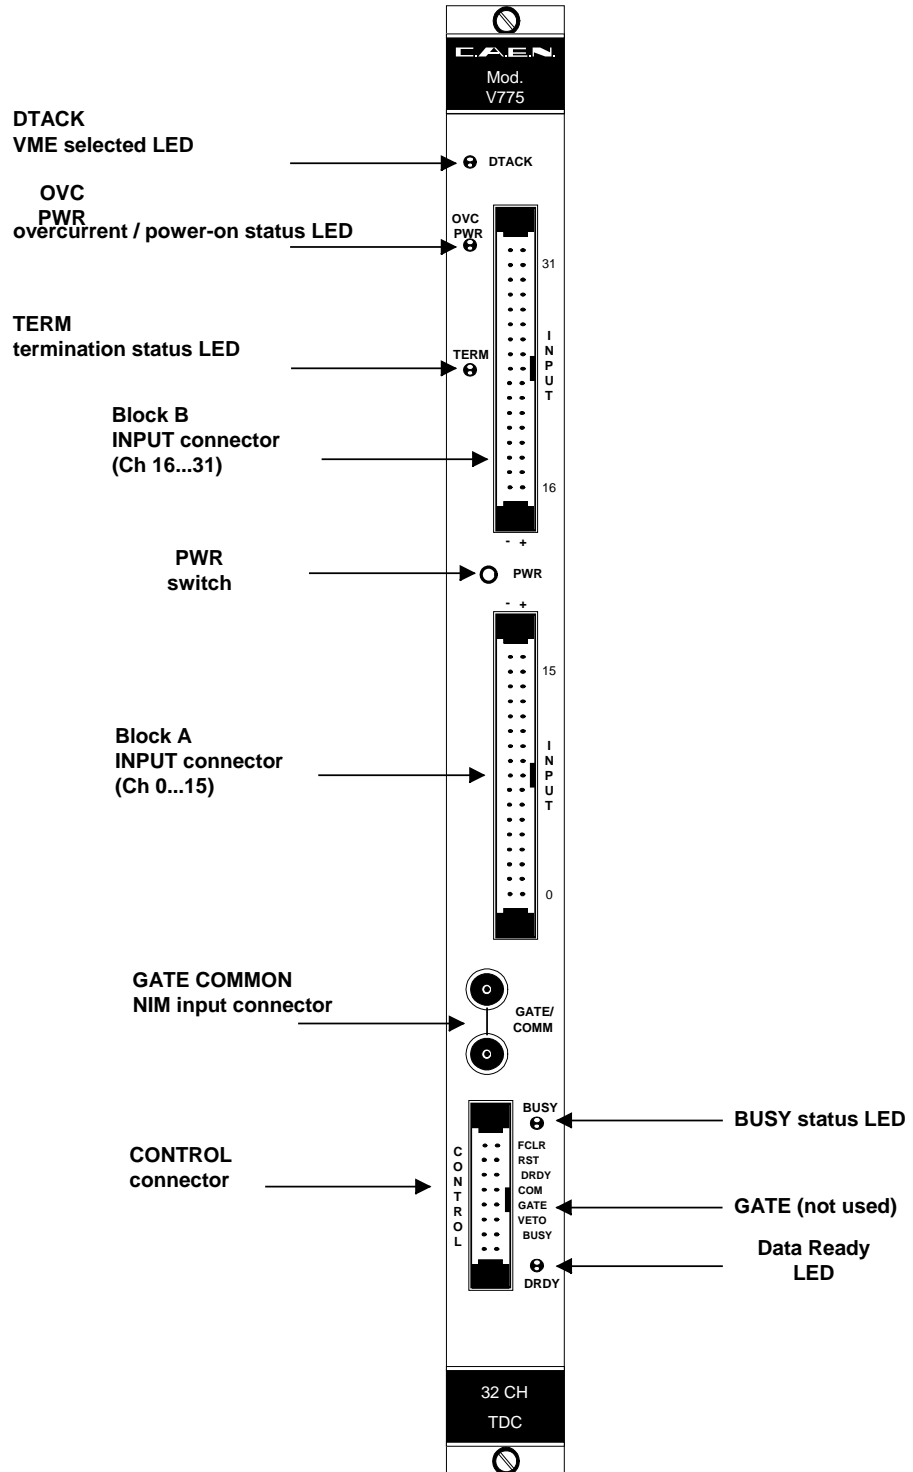 C.A.E.N.
Mod.
V775
DTACK
VME selected LED
DTACK
OVC
PWR
overcurrent / power-on status LED
OVC
PWR
31
TERM
termination status LED
TERM
INPUT
Block B
INPUT connector
(Ch 16...31)
16
- +
PWR
switch
PWR
- +
15
Block A
INPUT connector
(Ch 0...15)
INPUT
0
GATE COMMON
NIM input connector
GATE/
COMM
BUSY
BUSY status LED
CONTROL
connector
CONTROL
FCLR
RST
DRDY
COM
GATE
VETO
BUSY
GATE (not used)
Data Ready
LED
DRDY
32 CH
TDC